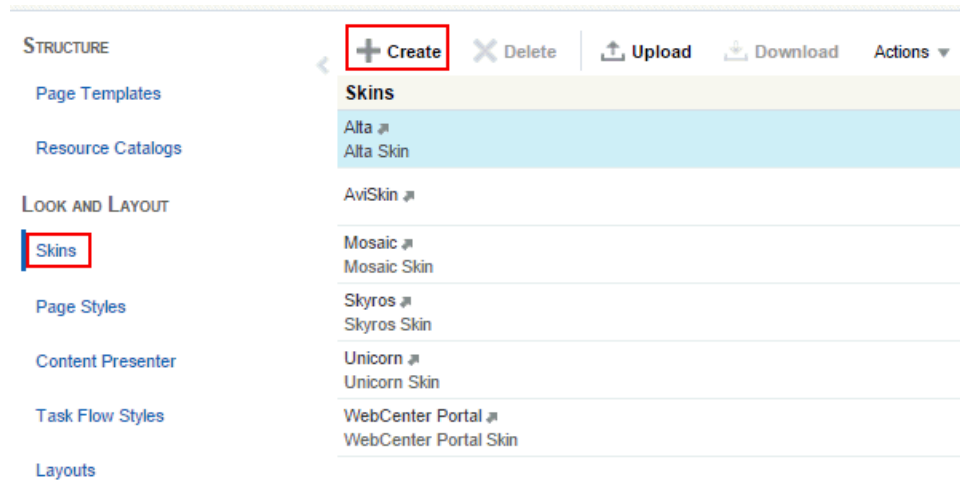 STRUCTURE
Page Templates
Resource Catalogs
LOOK AND LAYOUT
Skins
Page Styles
Content Presenter
Task Flow Styles
Layouts
Create Delete Upload Download Actions
Skins
Alta
Alta Skin
AviSkin
Mosaic
Mosaic Skin
Skyros
Skyros Skin
Unicorn
Unicorn Skin
WebCenter Portal
WebCenter Portal Skin